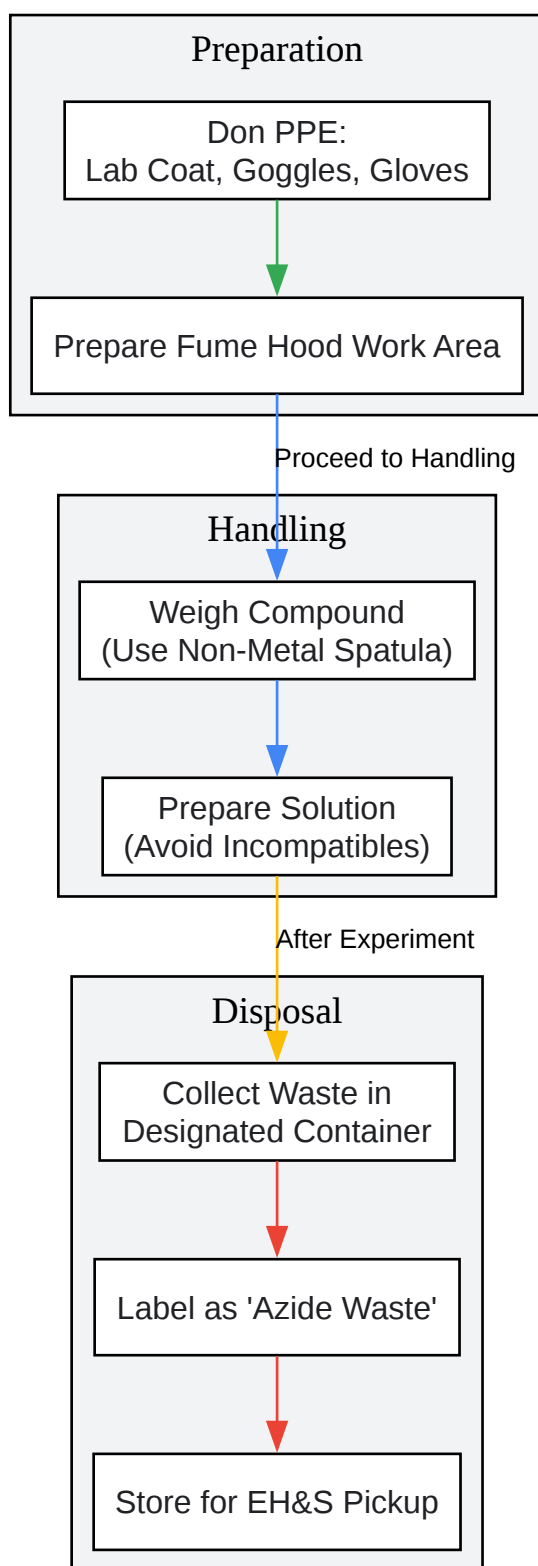 Preparation
Don PPE:
Lab Coat, Goggles, Gloves
Prepare Fume Hood Work Area
Proceed to Handling
Handling
Weigh Compound
(Use Non-Metal Spatula)
Prepare Solution
(Avoid Incompatibles)
After Experiment
Disposal
Collect Waste in
Designated Container
Label as 'Azide Waste'
Store for EH&S Pickup